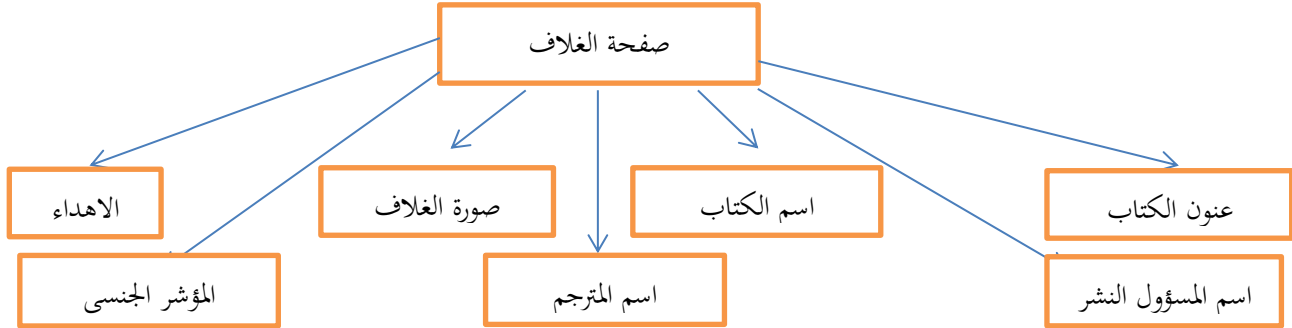 صفحة الغلاف
عنون الكتاب
اسم الكتاب
صورة الغلاف
الاهداء
اسم المسؤول النشر
اسم المترجم
المؤشر الجنسى